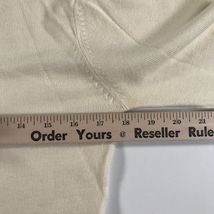 14 15 16 17 18 19 20 21
Order Yours @ Reseller Rule